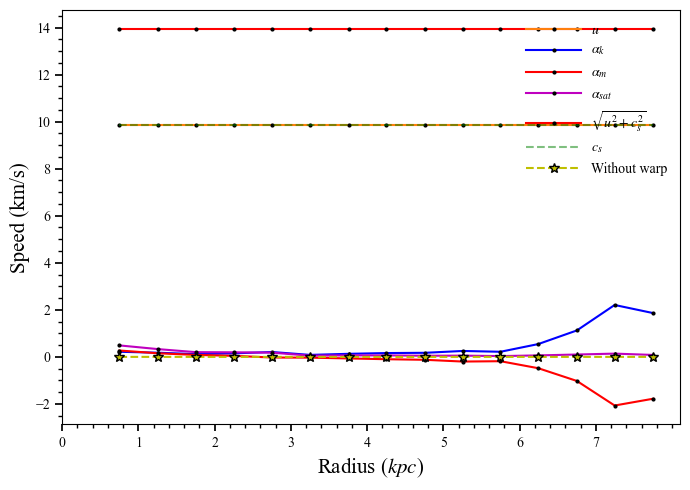 14
12
10
8
6
4
2
0
−2
0 1 2 3 4 5 6 7
Speed (km/s)
Radius (kpc)
u
α_k
α_m
α_sat
√u² + c_s²
c_s
Without warp